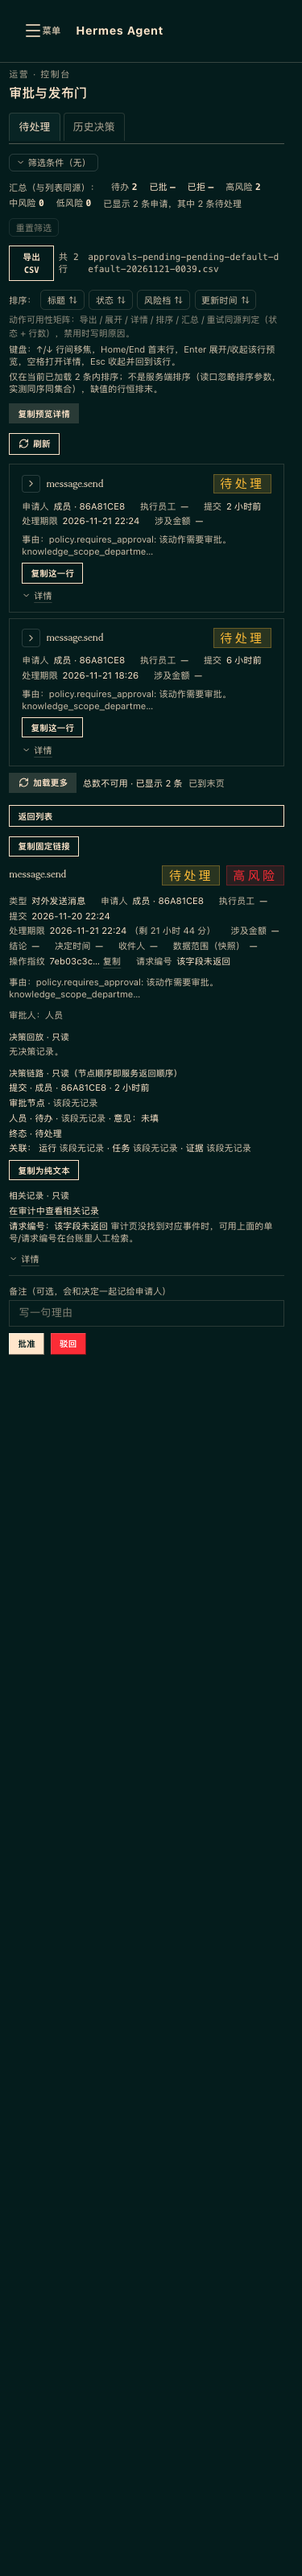 菜单 Hermes Agent
运营 · 控制台
审批与发布门
待处理 历史决策
筛选条件（无）
汇总（与列表同源）： 待办 2 已批 — 已拒 — 高风险 2
中风险 0 低风险 0 已显示 2 条申请，其中 2 条待处理
重置筛选
导出 CSV 共 2 行 approvals-pending-pending-default-default-20261121-0039.csv
排序： 标题 ⇅ 状态 ⇅ 风险档 ⇅ 更新时间 ⇅
动作可用性矩阵：导出 / 展开 / 详情 / 排序 / 汇总 / 重试同源判定（状态 + 行数），禁用时写明原因。
键盘：↑/↓ 行间移焦，Home/End 首末行，Enter 展开/收起该行预览，空格打开详情，Esc 收起并回到该行。
仅在当前已加载 2 条内排序；不是服务端排序（读口忽略排序参数，实测同序同集合），缺值的行恒排末。
复制预览详情
刷新
message.send 待处理
申请人 成员 · 86A81CE8 执行员工 — 提交 2 小时前
处理期限 2026-11-21 22:24 涉及金额 —
事由：policy.requires_approval: 该动作需要审批。
knowledge_scope_departme…
复制这一行
详情
message.send 待处理
申请人 成员 · 86A81CE8 执行员工 — 提交 6 小时前
处理期限 2026-11-21 18:26 涉及金额 —
事由：policy.requires_approval: 该动作需要审批。
knowledge_scope_departme…
复制这一行
详情
加载更多 总数不可用 · 已显示 2 条 已到末页
返回列表
复制固定链接
message.send 待处理 高风险
类型 对外发送消息 申请人 成员 · 86A81CE8 执行员工 —
提交 2026-11-20 22:24
处理期限 2026-11-21 22:24 （剩 21 小时 44 分） 涉及金额 —
结论 — 决定时间 — 收件人 — 数据范围（快照） —
操作指纹 7eb03c3c… 复制 请求编号 该字段未返回
事由：policy.requires_approval: 该动作需要审批。
knowledge_scope_departme…
审批人：人员
决策回放 · 只读
无决策记录。
决策链路 · 只读（节点顺序即服务返回顺序）
提交 · 成员 · 86A81CE8 · 2 小时前
审批节点 · 该段无记录
人员 · 待办 · 该段无记录 · 意见：未填
终态 · 待处理
关联： 运行 该段无记录 · 任务 该段无记录 · 证据 该段无记录
复制为纯文本
相关记录 · 只读
在审计中查看相关记录
请求编号：该字段未返回 审计页没找到对应事件时，可用上面的单号/请求编号在台账里人工检索。
详情
备注（可选，会和决定一起记给申请人）
写一句理由
批准 驳回